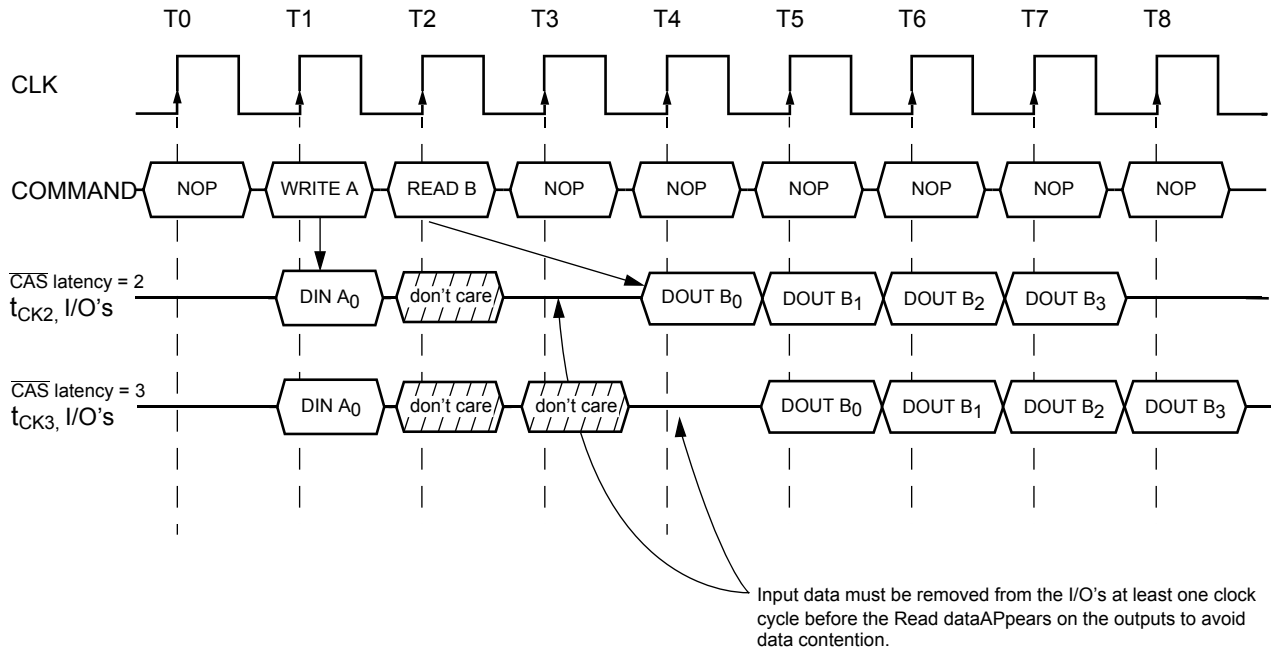 T0 T1 T2 T3 T4 T5 T6 T7 T8
CLK
COMMAND NOP WRITE A READ B NOP NOP NOP NOP NOP NOP
CAS latency = 2
tCK2, I/O's DIN A0 don't care DOUT B0 DOUT B1 DOUT B2 DOUT B3
CAS latency = 3
tCK3, I/O's DIN A0 don't care don't care DOUT B0 DOUT B1 DOUT B2 DOUT B3
Input data must be removed from the I/O's at least one clock
cycle before the Read dataAPpears on the outputs to avoid
data contention.